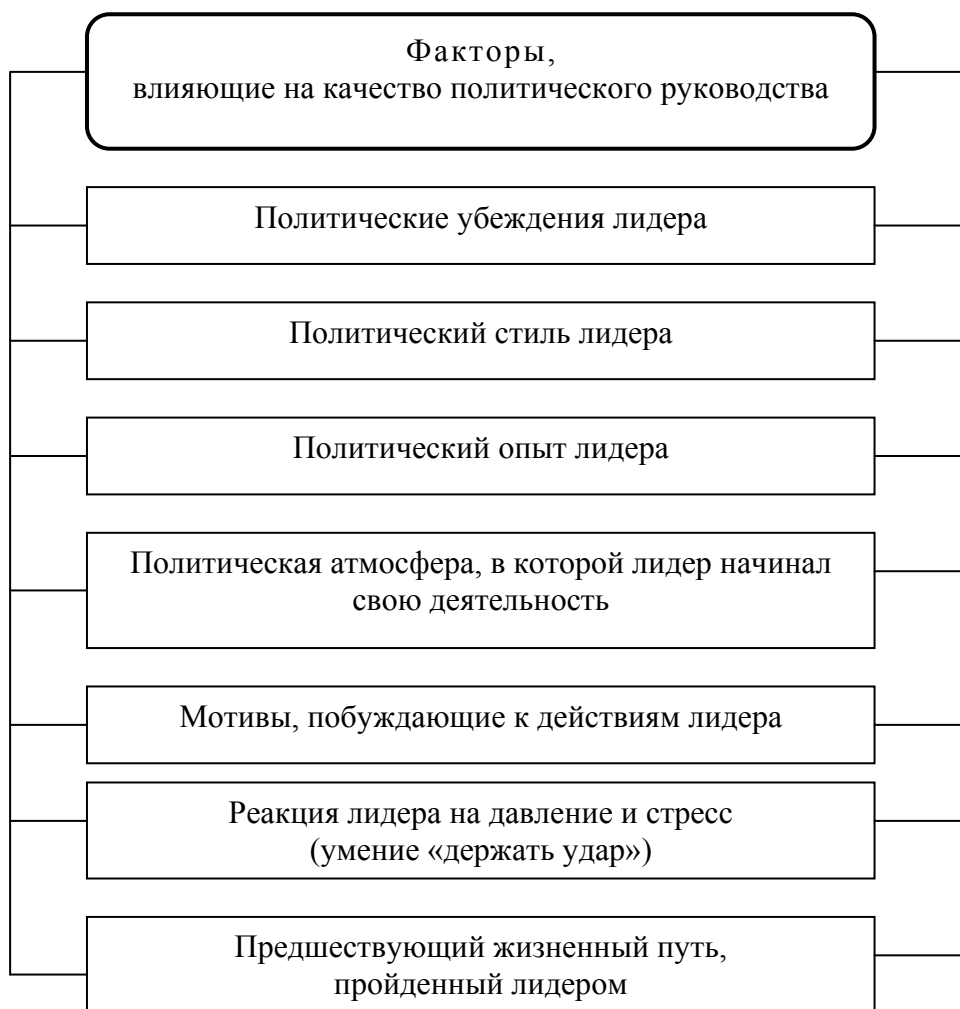 Факторы,
влияющие на качество политического руководства
Политические убеждения лидера
Политический стиль лидера
Политический опыт лидера
Политическая атмосфера, в которой лидер начинал
свою деятельность
Мотивы, побуждающие к действиям лидера
Реакция лидера на давление и стресс
(умение «держать удар»)
Предшествующий жизненный путь,
пройденный лидером